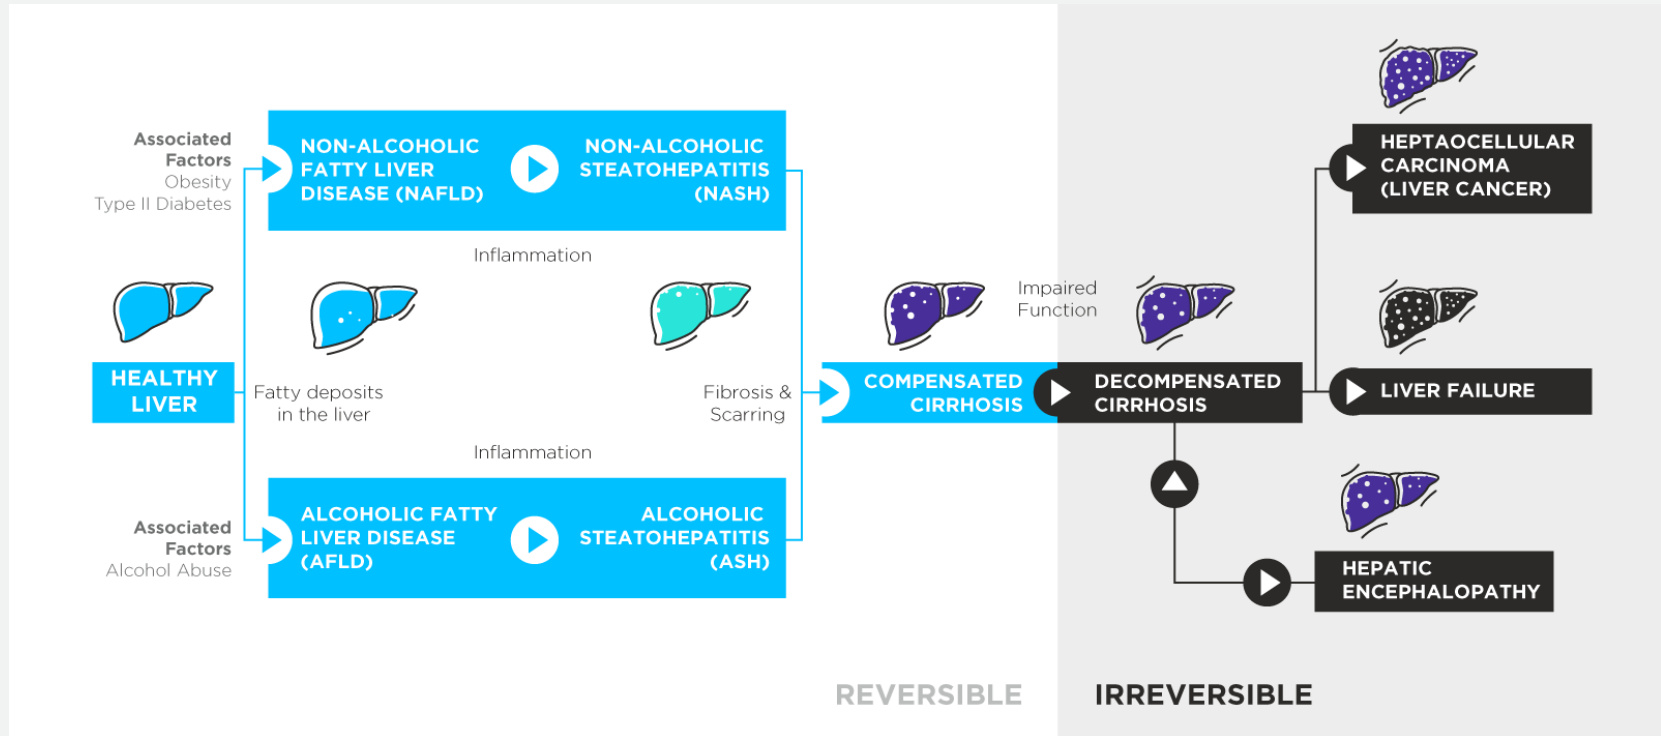 Associated
Factors
Obesity
Type II Diabetes
NON-ALCOHOLIC
FATTY LIVER
DISEASE (NAFLD)
NON-ALCOHOLIC
STEATOHEPATITIS
(NASH)
Inflammation
HEALTHY
LIVER
Fatty deposits
in the liver
Fibrosis &
Scarring
Inflammation
Associated
Factors
Alcohol Abuse
ALCOHOLIC FATTY
LIVER DISEASE
(AFLD)
ALCOHOLIC
STEATOHEPATITIS
(ASH)
COMPENSATED
CIRRHOSIS
Impaired
Function
DECOMPENSATED
CIRRHOSIS
HEPTAOCELLULAR
CARCINOMA
(LIVER CANCER)
LIVER FAILURE
HEPATIC
ENCEPHALOPATHY
REVERSIBLE
IRREVERSIBLE